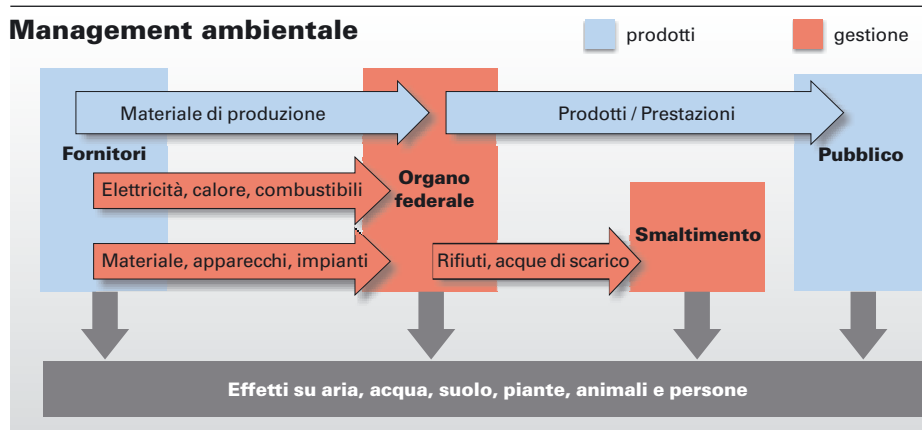 Management ambientale
prodotti
gestione
Materiale di produzione
Prodotti / Prestazioni
Fornitori
Pubblico
Elettricità, calore, combustibili
Organo
federale
Smaltimento
Materiale, apparecchi, impianti
Rifiuti, acque di scarico
Effetti su aria, acqua, suolo, piante, animali e persone